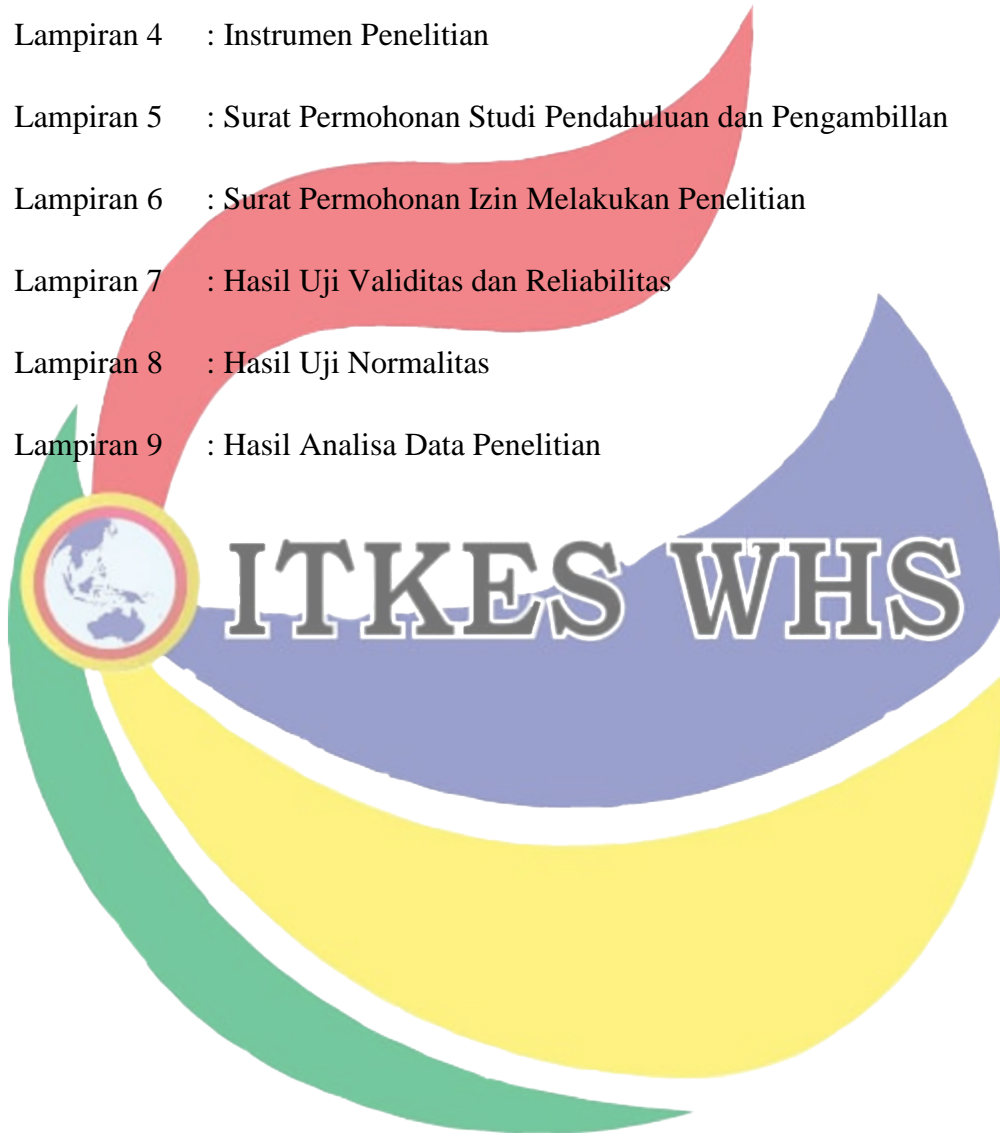 Lampiran 4 : Instrumen Penelitian
Lampiran 5 : Surat Permohonan Studi Pendahuluan dan Pengambillan
Lampiran 6 : Surat Permohonan Izin Melakukan Penelitian
Lampiran 7 : Hasil Uji Validitas dan Reliabilitas
Lampiran 8 : Hasil Uji Normalitas
Lampiran 9 : Hasil Analisa Data Penelitian
ITKES WHS